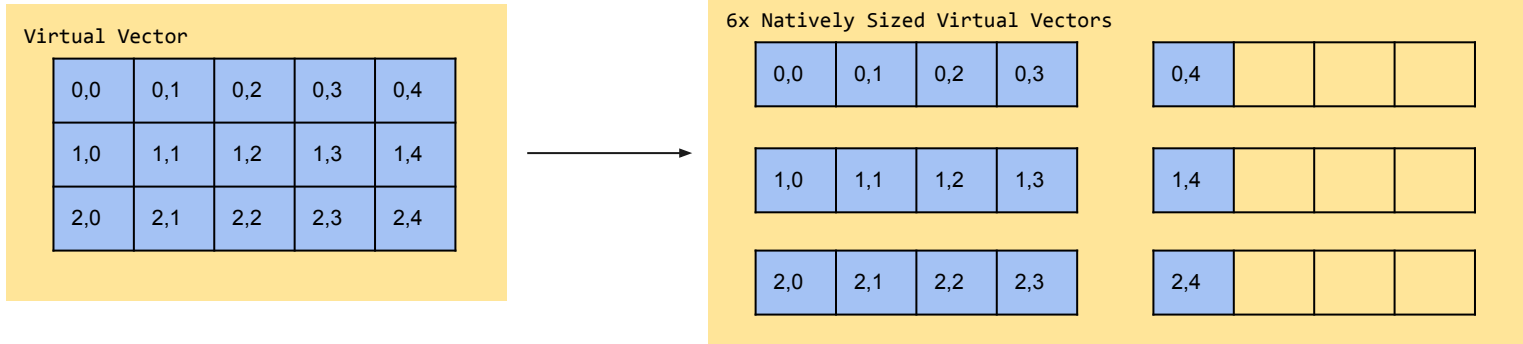 Virtual Vector
0,0 0,1 0,2 0,3 0,4
1,0 1,1 1,2 1,3 1,4
2,0 2,1 2,2 2,3 2,4
6x Natively Sized Virtual Vectors
0,0 0,1 0,2 0,3 0,4
1,0 1,1 1,2 1,3 1,4
2,0 2,1 2,2 2,3 2,4